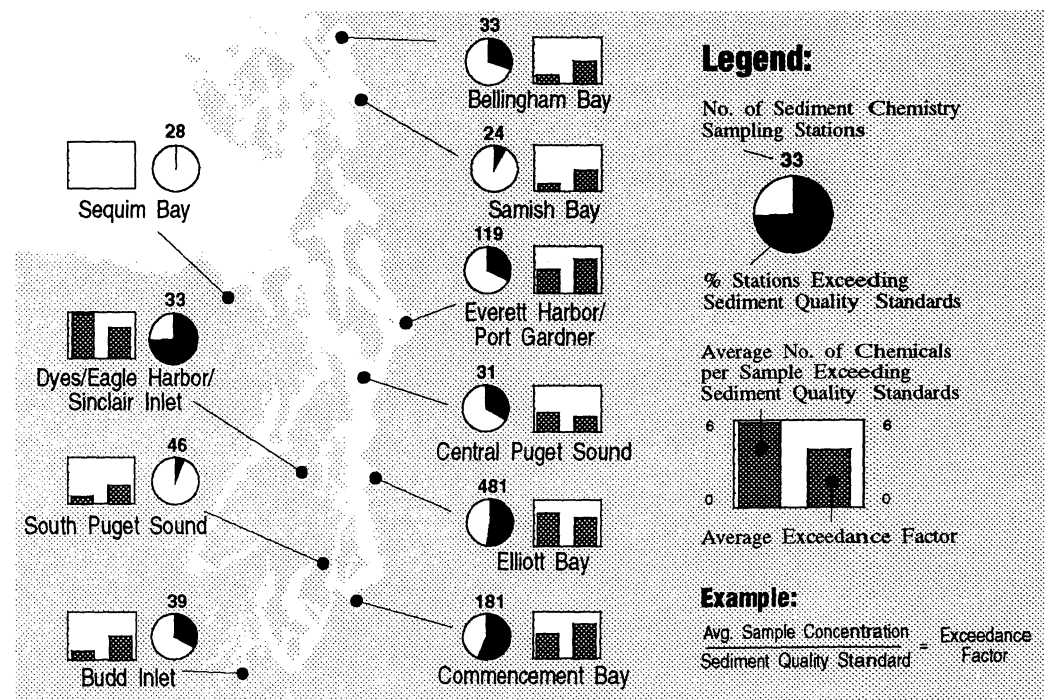 33
Bellingham Bay
24
Samish Bay
28
Sequim Bay
119
Everett Harbor/
Port Gardner
33
Dyes/Eagle Harbor/
Sinclair Inlet
31
Central Puget Sound
46
South Puget Sound
481
Elliott Bay
39
Budd Inlet
181
Commencement Bay
Legend:
No. of Sediment Chemistry
Sampling Stations
33
% Stations Exceeding
Sediment Quality Standards
Average No. of Chemicals
per Sample Exceeding
Sediment Quality Standards
6 6
0 0
Average Exceedance Factor
Example:
Avg. Sample Concentration
Sediment Quality Standard
= Exceedance
Factor